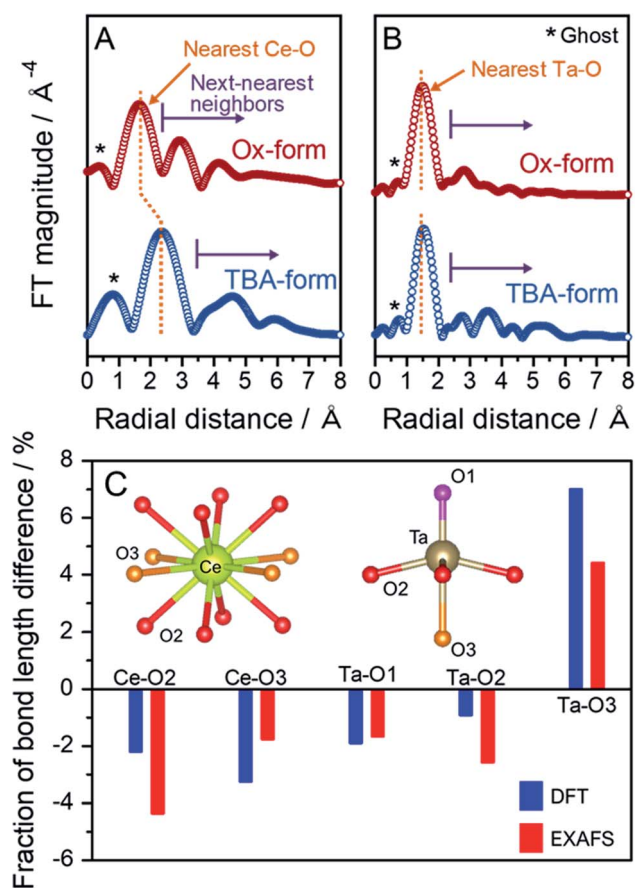 A
Nearest Ce-O
Next-nearest
neighbors
*
Ox-form
*
TBA-form
FT magnitude / Å⁻⁴
0 1 2 3 4 5 6 7 8
Radial distance / Å
B
* Ghost
Nearest Ta-O
*
Ox-form
*
TBA-form
0 1 2 3 4 5 6 7 8
Radial distance / Å
C
Fraction of bond length difference / %
8
6
4
2
0
-2
-4
-6
O3
Ce
O2
O1
Ta
O2
O3
Ce-O2
Ce-O3
Ta-O1
Ta-O2
Ta-O3
DFT
EXAFS